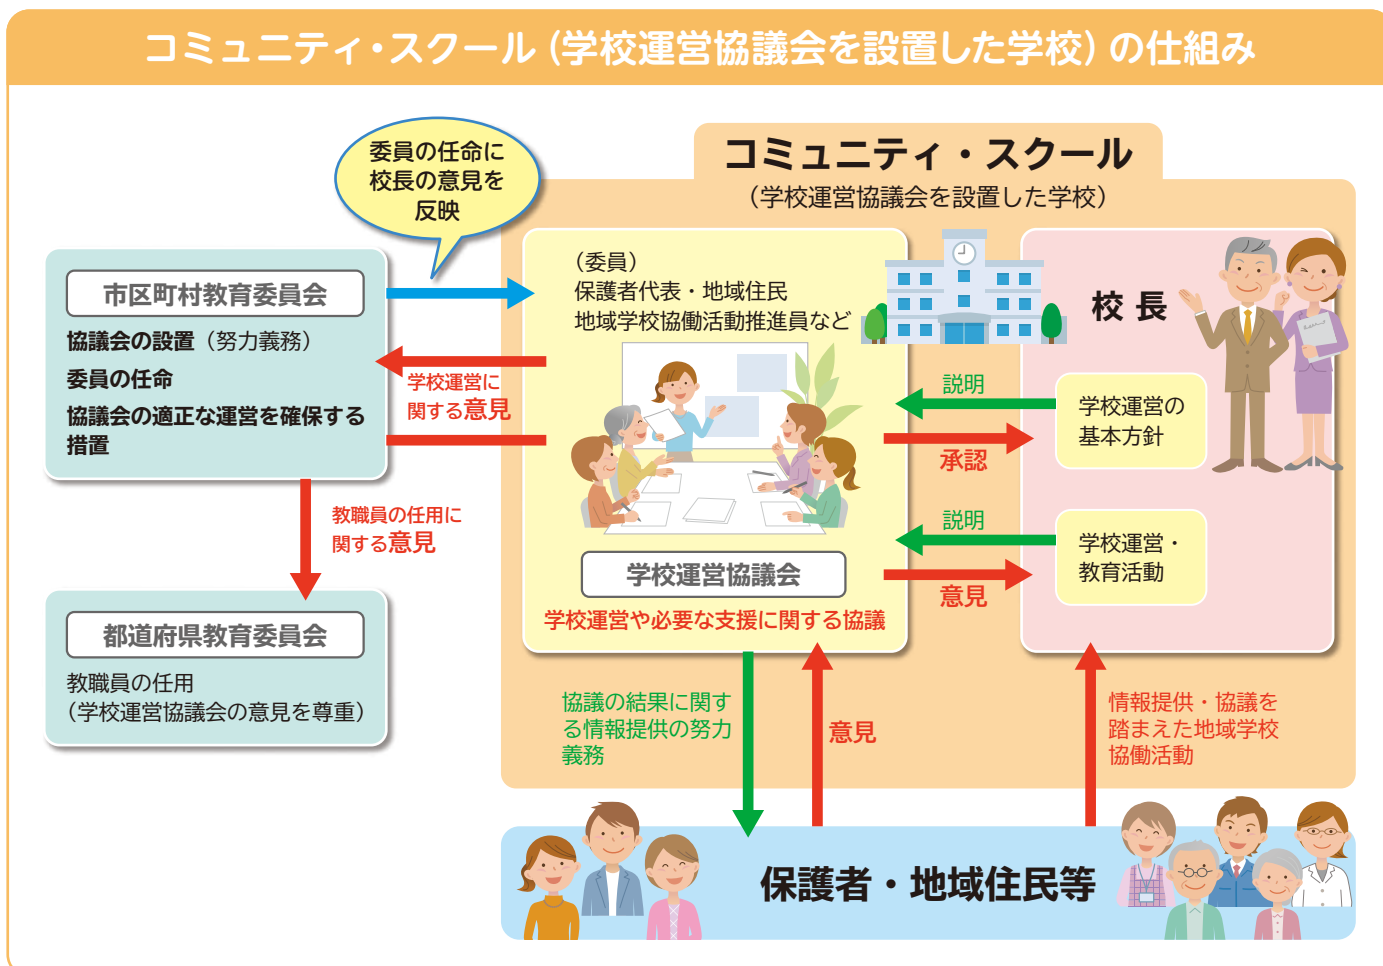 コミュニティ・スクール（学校運営協議会を設置した学校）の仕組み
委員の任命に
校長の意見を
反映
コミュニティ・スクール
（学校運営協議会を設置した学校）
市区町村教育委員会
協議会の設置（努力義務）
委員の任命
協議会の適正な運営を確保する
措置
学校運営に
関する意見
（委員）
保護者代表・地域住民
地域学校協働活動推進員など
校長
説明
学校運営の
基本方針
承認
説明
学校運営・
教育活動
意見
学校運営協議会
学校運営や必要な支援に関する協議
教職員の任用に
関する意見
都道府県教育委員会
教職員の任用
（学校運営協議会の意見を尊重）
協議の結果に関す
る情報提供の努力
義務
意見
情報提供・協議を
踏まえた地域学校
協働活動
保護者・地域住民等